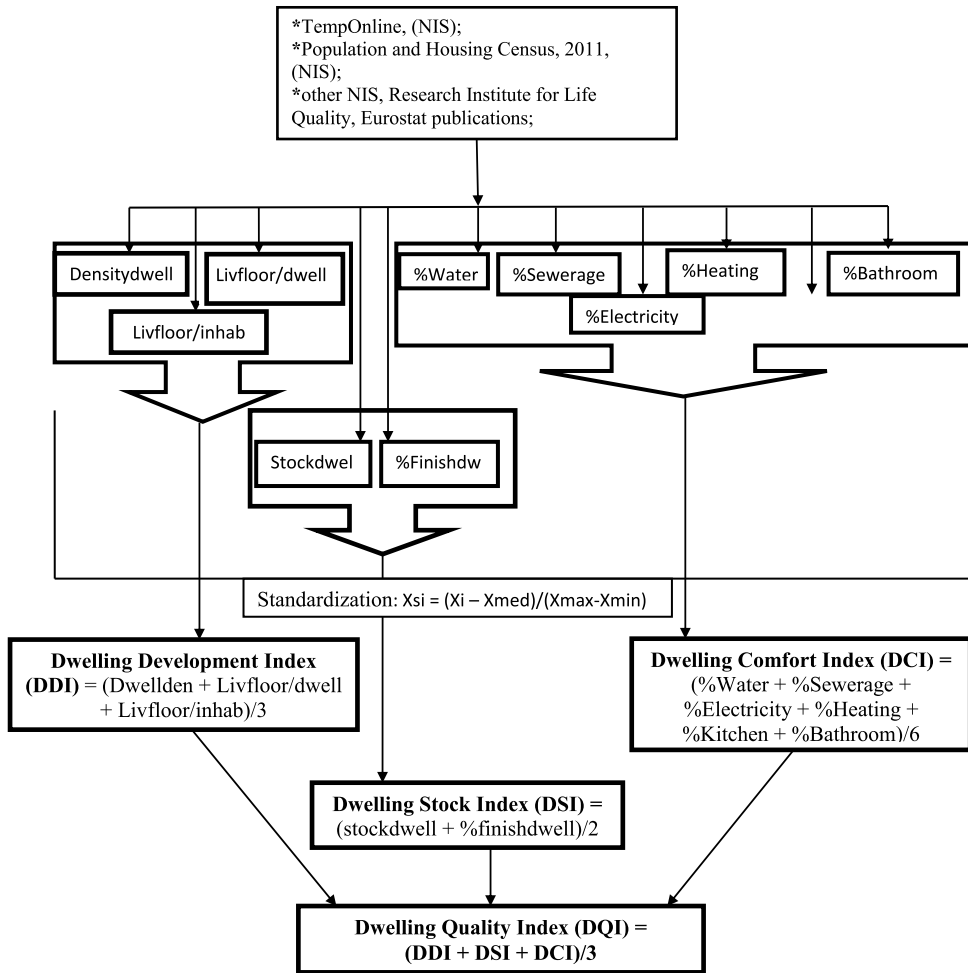 *TempOnline, (NIS);
*Population and Housing Census, 2011,
(NIS);
*other NIS, Research Institute for Life
Quality, Eurostat publications;
Densitydwell
Livfloor/dwell
Livfloor/inhab
%Water
%Sewerage
%Electricity
%Heating
%Bathroom
Stockdwel
%Finishdw
Standardization: Xsi = (Xi – Xmed)/(Xmax-Xmin)
Dwelling Development Index
(DDI) = (Dwellden + Livfloor/dwell
+ Livfloor/inhab)/3
Dwelling Comfort Index (DCI) =
(%Water + %Sewerage +
%Electricity + %Heating +
%Kitchen + %Bathroom)/6
Dwelling Stock Index (DSI) =
(stockdwell + %finishdwell)/2
Dwelling Quality Index (DQI) =
(DDI + DSI + DCI)/3